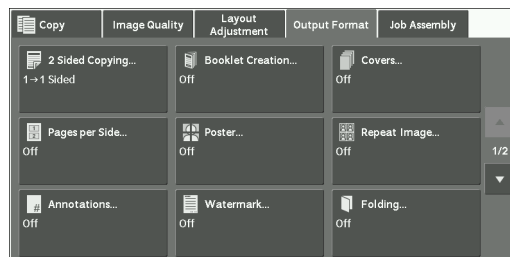 Copy
Image Quality
Layout
Adjustment
Output Format
Job Assembly
2 Sided Copying...
1→1 Sided
Booklet Creation...
Off
Covers...
Off
Pages per Side...
Off
Poster...
Off
Repeat Image...
Off
1/2
Annotations...
Off
Watermark...
Off
Folding...
Off